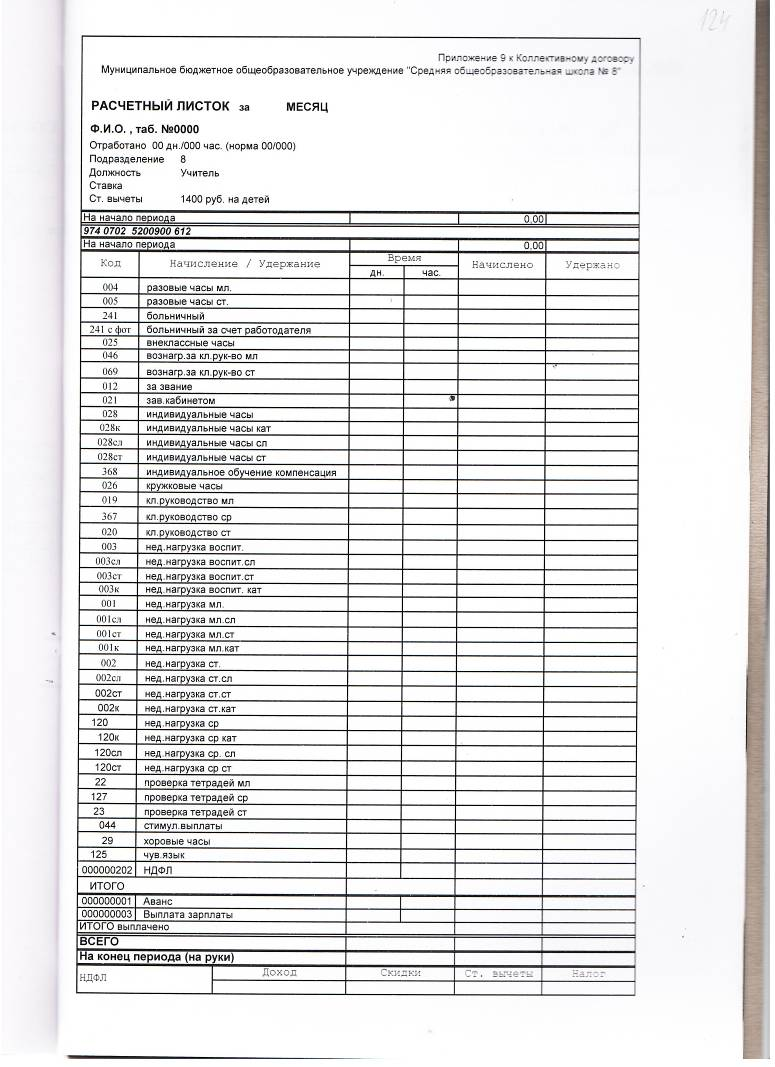 124
Приложение 9 к Коллективному договору
Муниципальное бюджетное общеобразовательное учреждение "Средняя общеобразовательная школа № 8"
РАСЧЕТНЫЙ ЛИСТОК за МЕСЯЦ
Ф.И.О. , таб. №0000
Отработано 00 дн./000 час. (норма 00/000)
Подразделение 8
Должность Учитель
Ставка
Ст. вычеты 1400 руб. на детей
На начало периода 0,00
974 0702 5200900 612
На начало периода 0.00
Код Начисление / Удержание Время Начислено Удержано
дн. час.
004 разовые часы мл.
005 разовые часы ст.
241 больничный
241 с фот больничный за счет работодателя
025 внеклассные часы
046 вознагр.за кл.рук-во мл
069 вознагр.за кл.рук-во ст
012 за звание
021 зав.кабинетом
028 индивидуальные часы
028к индивидуальные часы кат
028сл индивидуальные часы сл
028ст индивидуальные часы ст
368 индивидуальное обучение компенсация
026 кружковые часы
019 кл.руководство мл
367 кл.руководство ср
020 кл.руководство ст
003 нед.нагрузка воспит.
003сл нед.нагрузка воспит.сл
003ст нед.нагрузка воспит.ст
003к нед.нагрузка воспит. кат
001 нед.нагрузка мл.
001сл нед.нагрузка мл.сл
001ст нед.нагрузка мл.ст
001к нед.нагрузка мл.кат
002 нед.нагрузка ст.
002сл нед.нагрузка ст.сл
002ст нед.нагрузка ст.ст
002к нед.нагрузка ст.кат
120 нед.нагрузка ср
120к нед.нагрузка ср кат
120сл нед.нагрузка ср. сл
120ст нед.нагрузка ср ст
22 проверка тетрадей мл
127 проверка тетрадей ср
23 проверка тетрадей ст
044 стимул.выплаты
29 хоровые часы
125 чув.язык
000000202 НДФЛ
ИТОГО
000000001 Аванс
000000003 Выплата зарплаты
ИТОГО выплачено
ВСЕГО
На конец периода (на руки)
НДФЛ Доход Скидки Ст. вычеты Налог